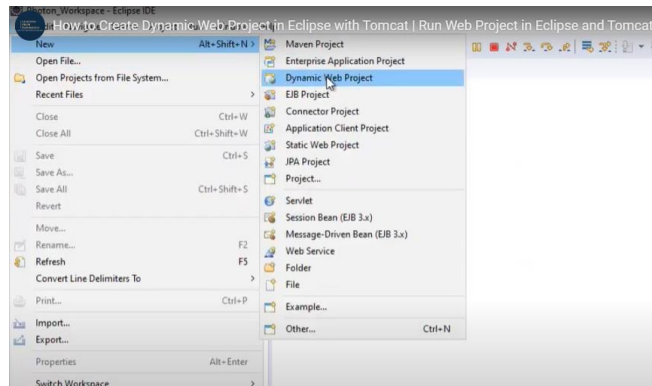 Photon_Workspace - Eclipse IDE
How to Create Dynamic Web Project in Eclipse with Tomcat | Run Web Project in Eclipse and Tomcat
New Alt+Shift+N >
Open File...
Open Projects from File System...
Recent Files >
Close Ctrl+W
Close All Ctrl+Shift+W
Save Ctrl+S
Save As...
Save All Ctrl+Shift+S
Revert
Move...
Rename... F2
Refresh F5
Convert Line Delimiters To >
Print... Ctrl+P
Import...
Export...
Properties Alt+Enter
Switch Workspace >
Maven Project
Enterprise Application Project
Dynamic Web Project
EJB Project
Connector Project
Application Client Project
Static Web Project
JPA Project
Project...
Servlet
Session Bean (EJB 3.x)
Message-Driven Bean (EJB 3.x)
Web Service
Folder
File
Example...
Other... Ctrl+N